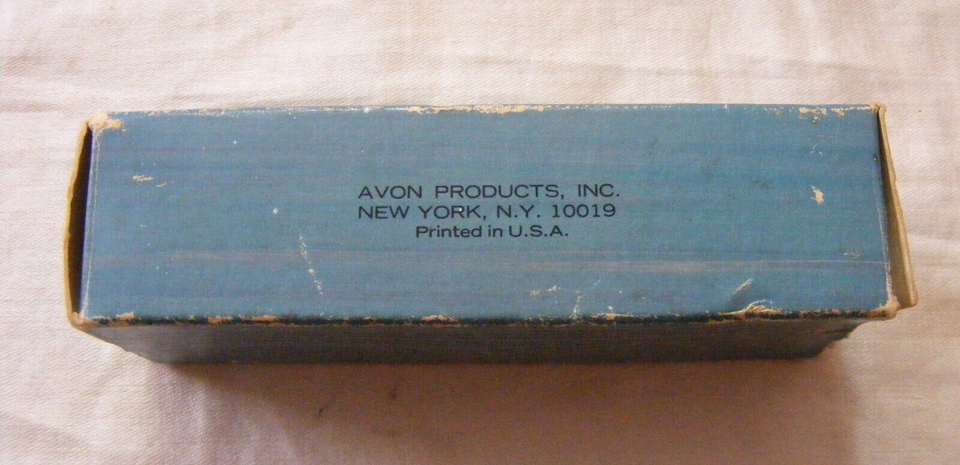 AVON PRODUCTS, INC.
NEW YORK, N.Y. 10019
Printed in U.S.A.